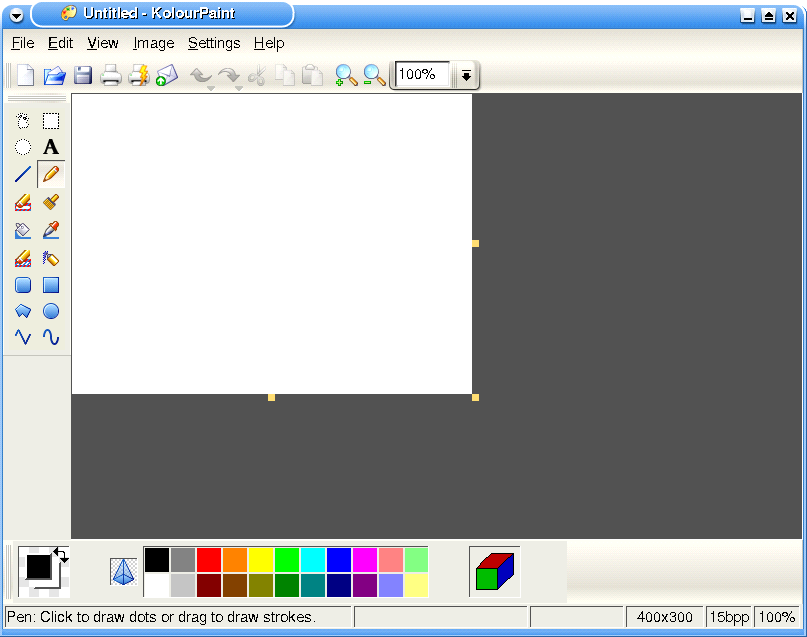 Untitled - KolourPaint
File Edit View Image Settings Help
100%
A
Pen: Click to draw dots or drag to draw strokes.
400x300 15bpp 100%